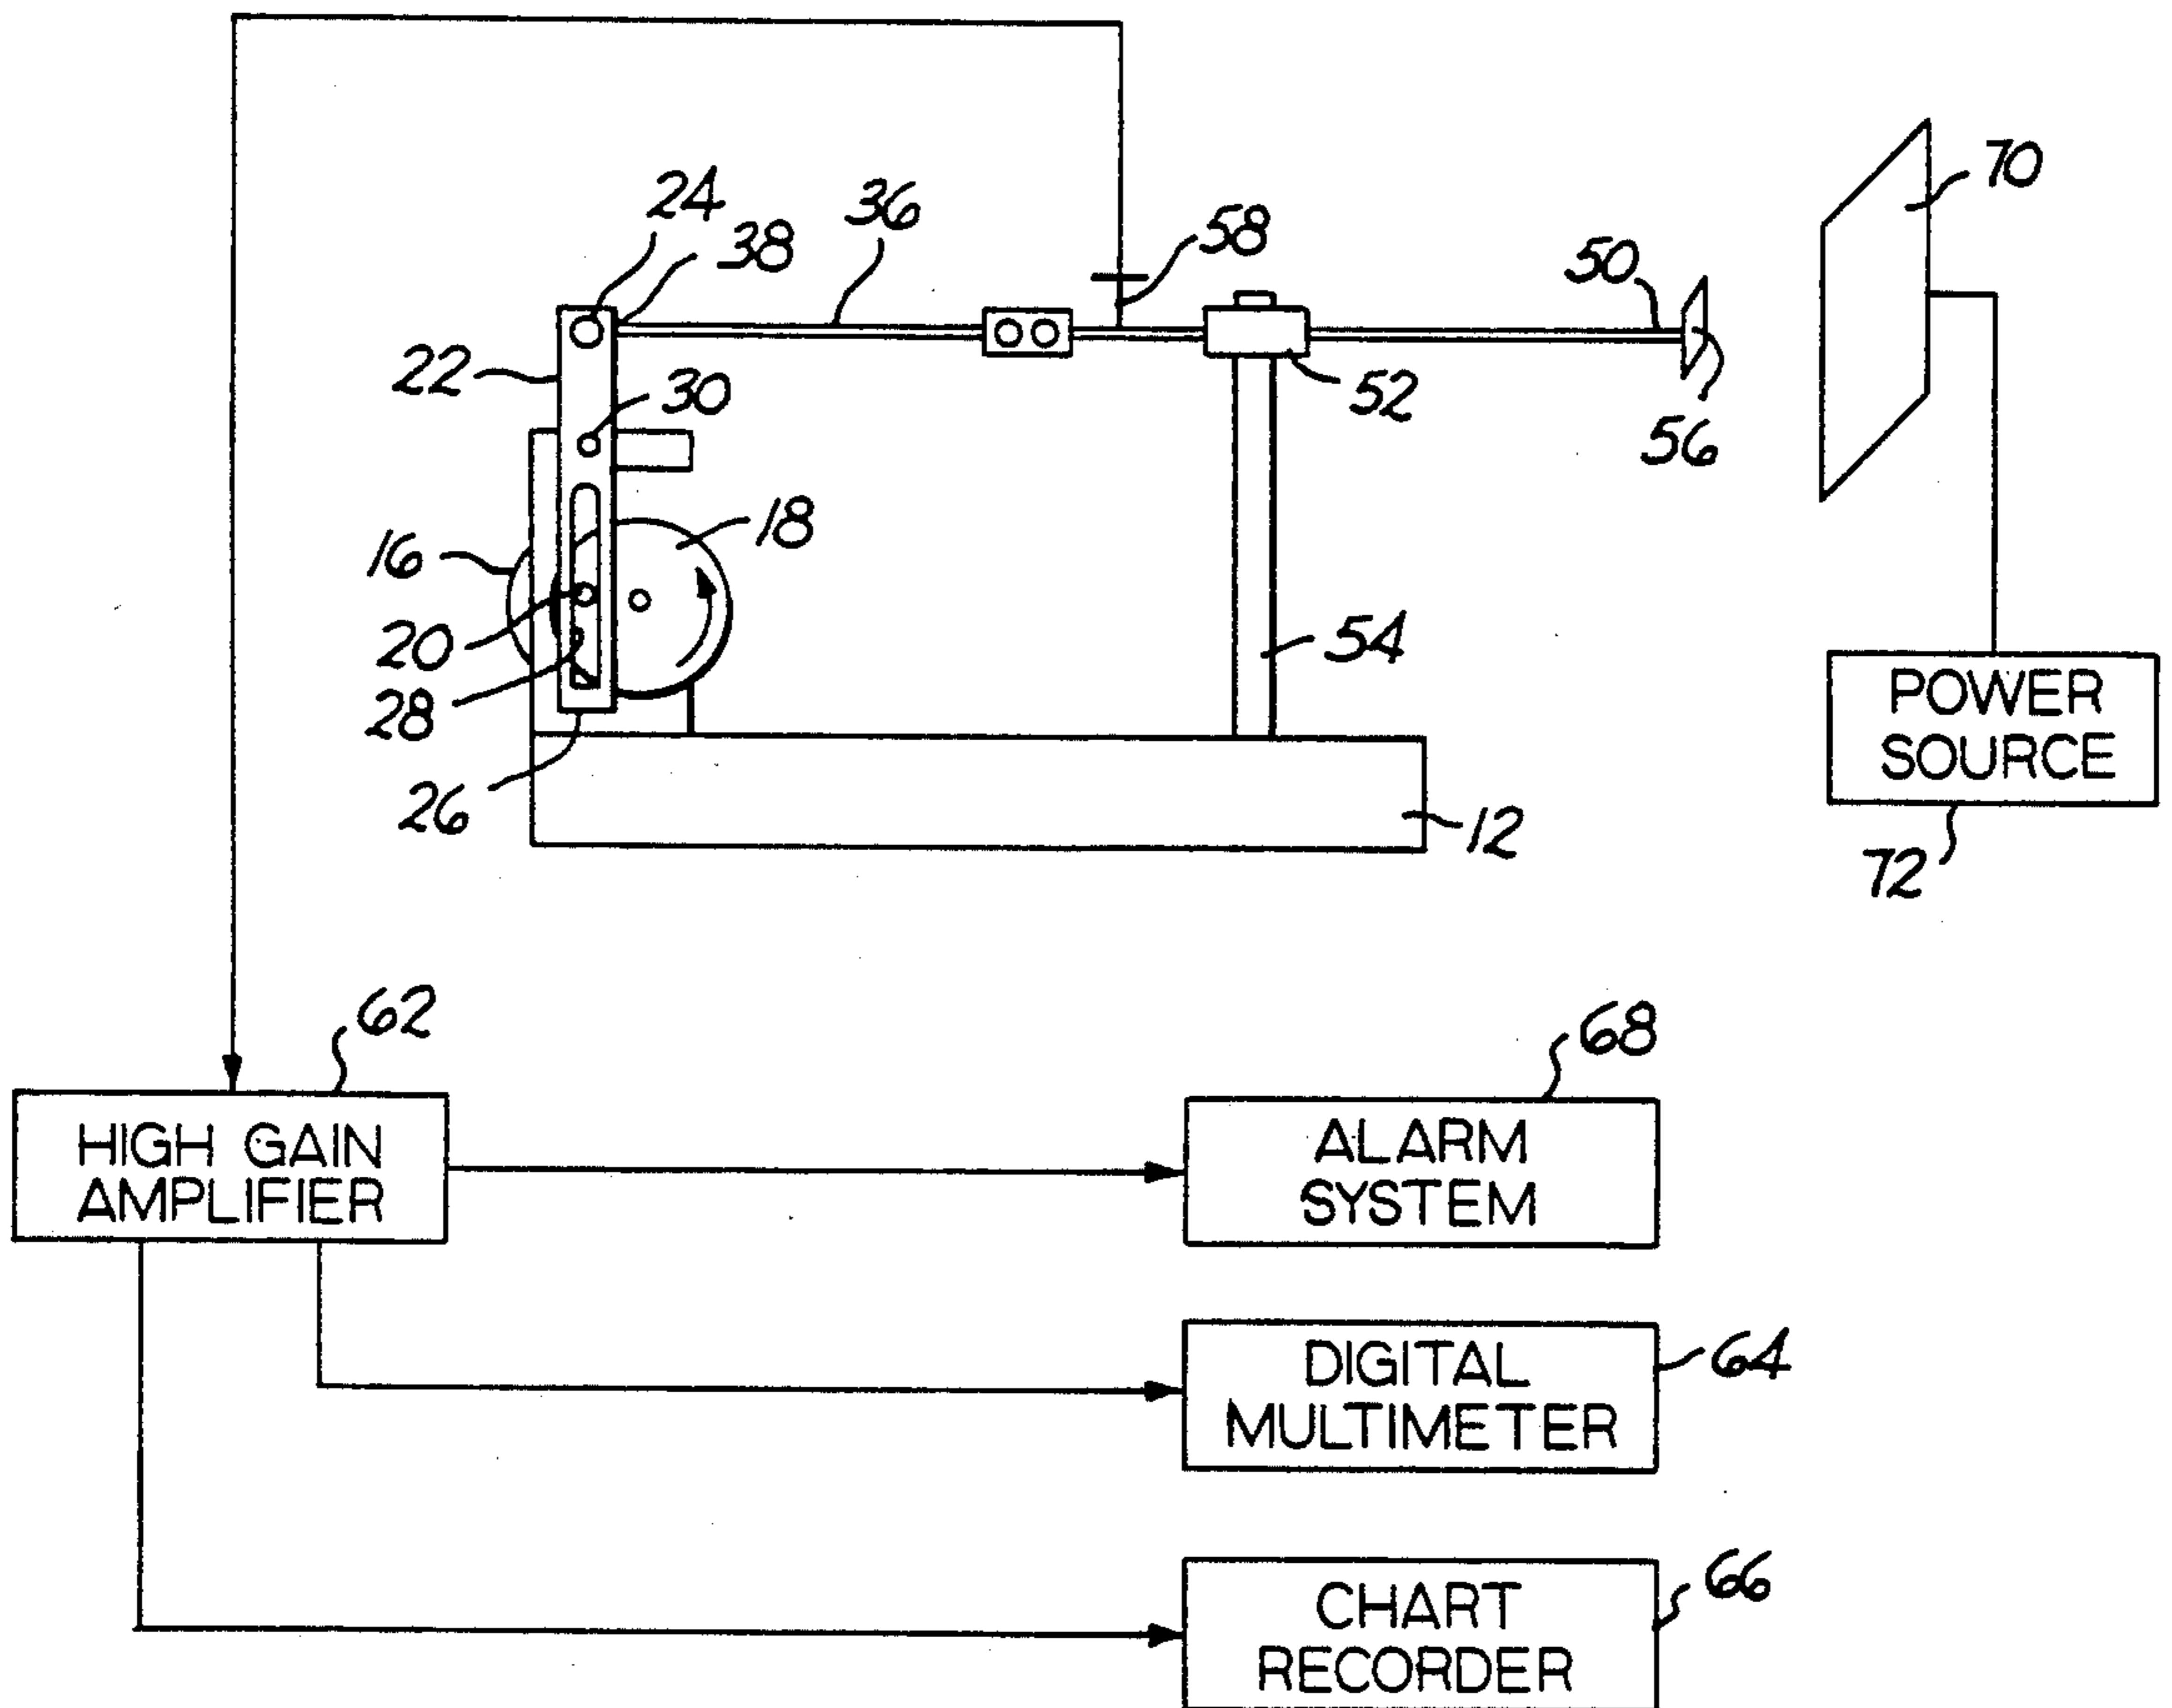 24
38
36
58
50
70
22
30
52
56
16
18
20
54
28
26
12
POWER
SOURCE
72
62
68
HIGH GAIN
AMPLIFIER
ALARM
SYSTEM
DIGITAL
MULTIMETER
64
CHART
RECORDER
66